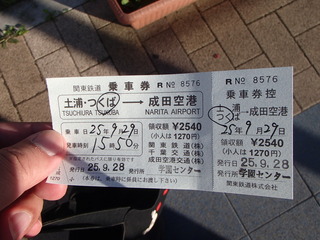 関東鉄道 乗車券 R No 8576
土浦・つくば → 成田空港
TSUCHIURA TSUKUBA NARITA AIRPORT
乗車日 25年9月29日
発車時刻 15時50分
領収額 ¥2540
(小人は 1270円)
関東鉄道(株)
千葉交通(株)
成田空港交通(株)
発行日 25.9.28 発行所 学園センター
R No 8576
乗車券控
土浦 つくば → 成田空港
25年9月29日
領収額 ¥2540
(小人は 1270円)
発行日 25.9.28
発行所 学園センター
関東鉄道株式会社